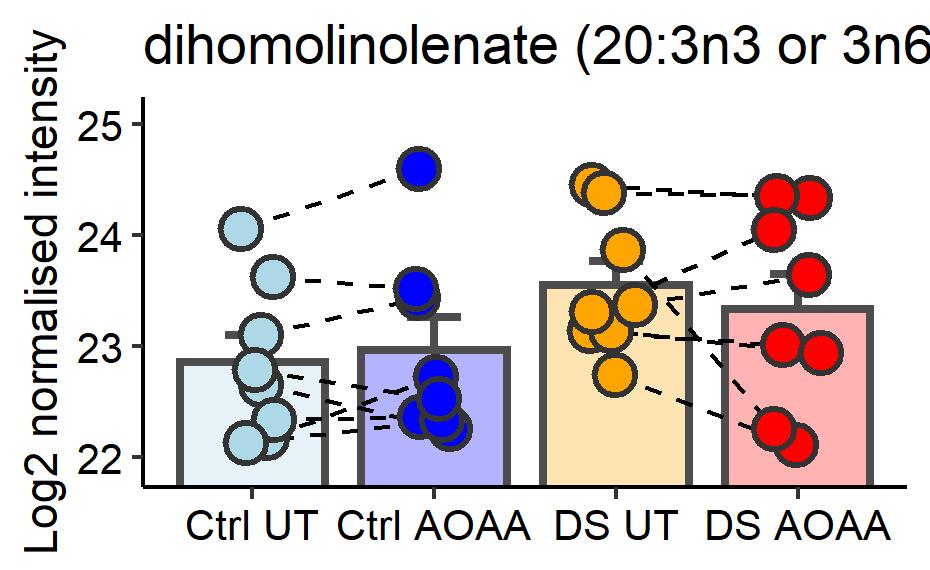 dihomolinolenate (20:3n3 or 3n6
Log2 normalised intensity
25
24
23
22
Ctrl UT
Ctrl AOAA
DS UT
DS AOAA